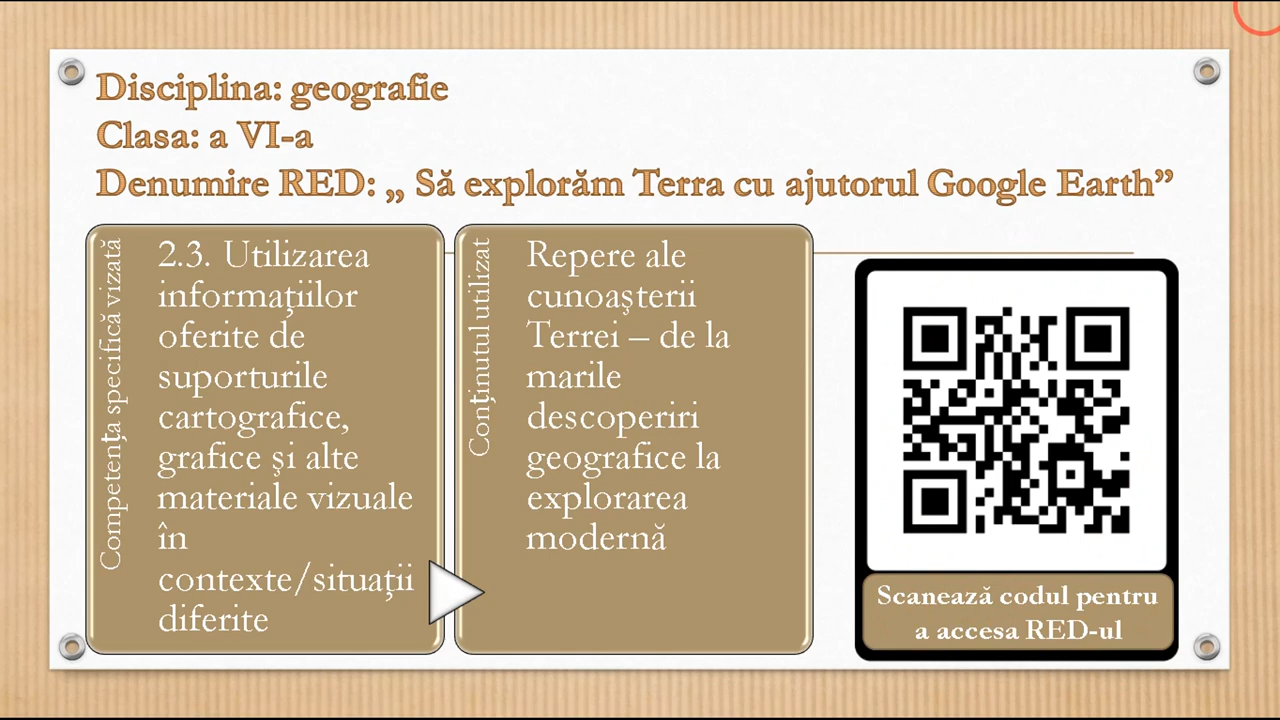 Disciplina: geografie
Clasa: a VI-a
Denumire RED: „ Să explorăm Terra cu ajutorul Google Earth”
Competența specifică vizată
2.3. Utilizarea
informațiilor
oferite de
suporturile
cartografice,
grafice şi alte
materiale vizuale
în
contexte/situații
diferite
Conținutul utilizat
Repere ale
cunoaşterii
Terrei – de la
marile
descoperiri
geografice la
explorarea
modernă
Scanează codul pentru
a accesa RED-ul